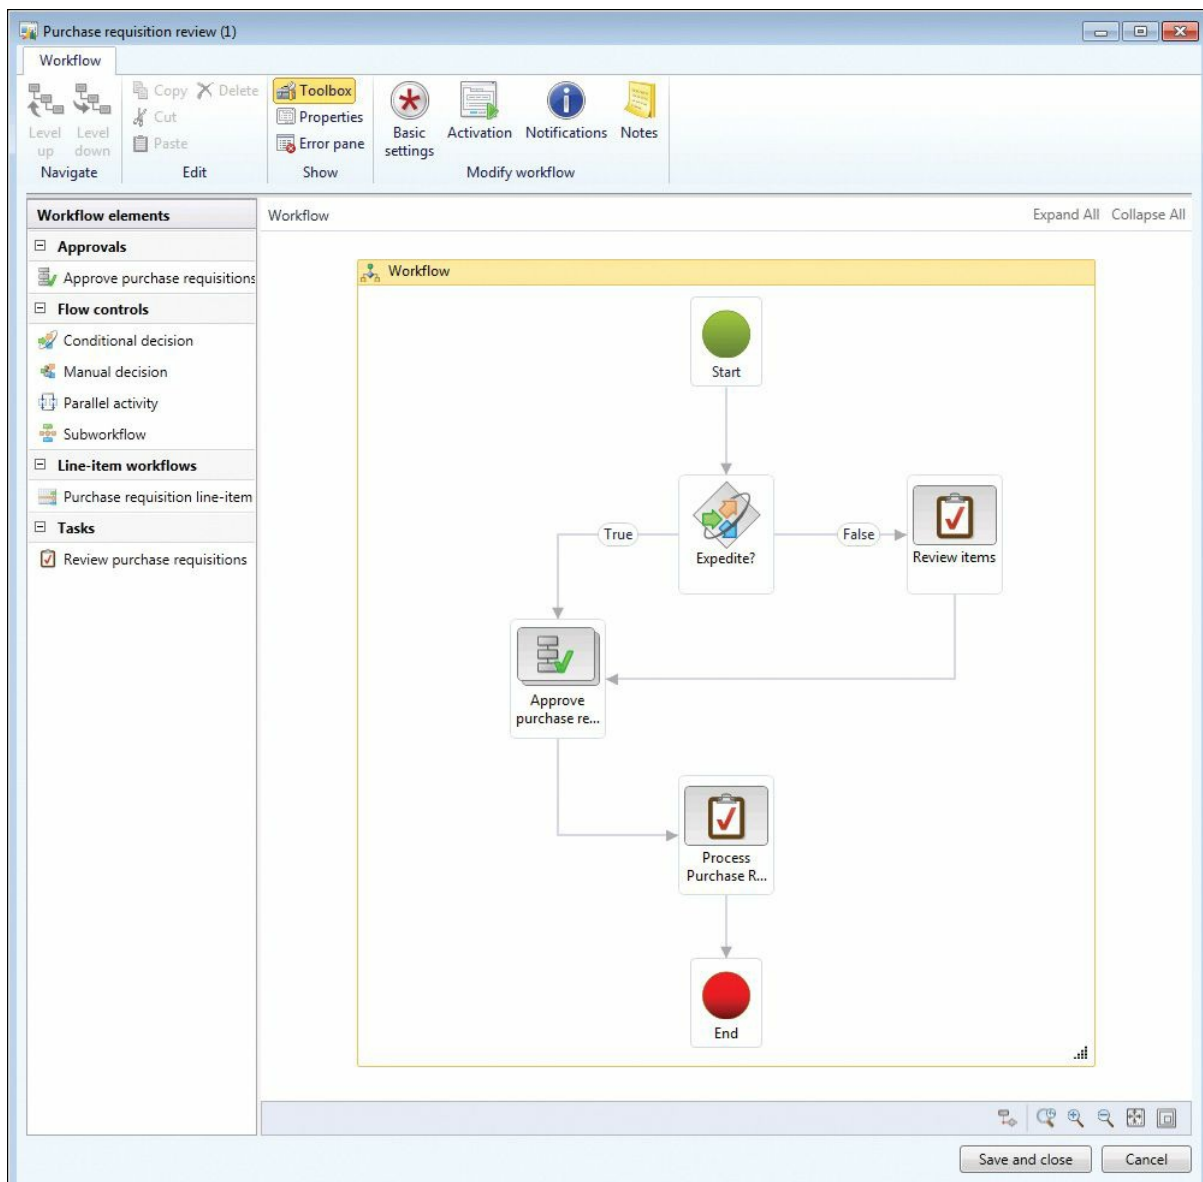 Purchase requisition review (1)
Workflow
Level up
Level down
Navigate
Copy
Delete
Cut
Paste
Edit
Toolbox
Properties
Error pane
Show
Basic settings
Activation
Notifications
Notes
Modify workflow
Workflow elements
Approvals
Approve purchase requisitions
Flow controls
Conditional decision
Manual decision
Parallel activity
Subworkflow
Line-item workflows
Purchase requisition line-item
Tasks
Review purchase requisitions
Workflow
Expand All
Collapse All
Workflow
Start
True
Expedite?
False
Review items
Approve
purchase re...
Process
Purchase R...
End
Save and close
Cancel